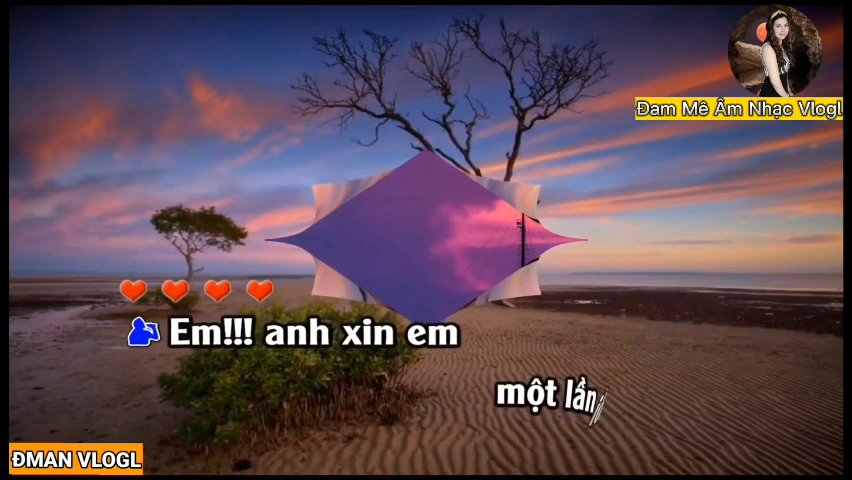 Đam Mê Âm Nhạc Vlogl
Em!!! anh xin em
một lần
ĐMAN VLOGL